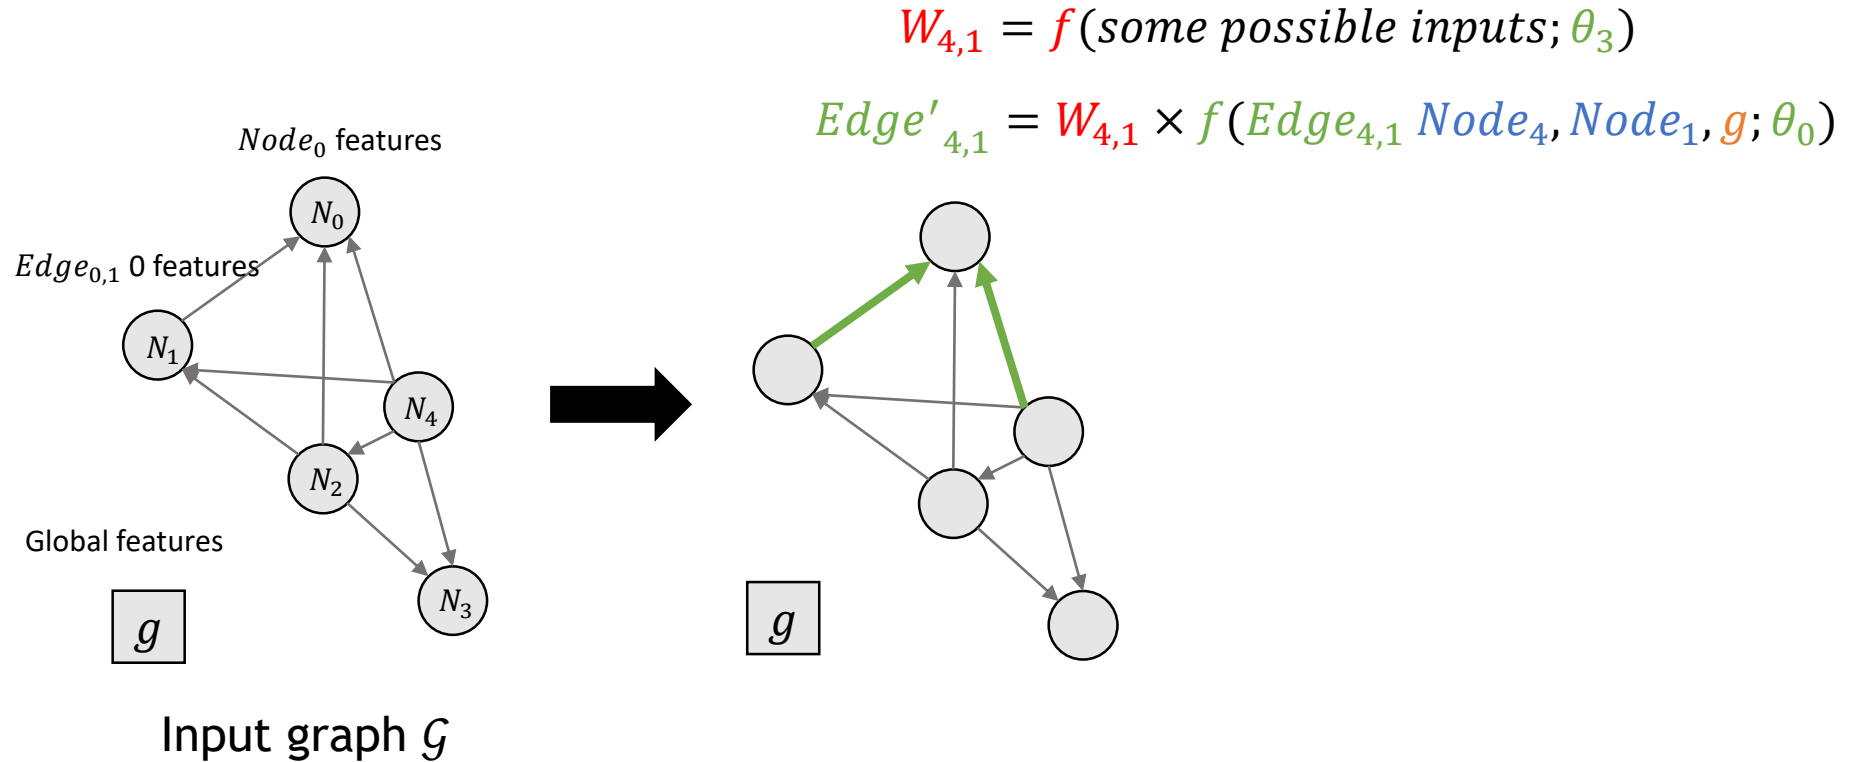 W₄,₁ = f(some possible inputs; θ₃)
Edge′₄,₁ = W₄,₁ × f(Edge₄,₁ Node₄, Node₁, g; θ₀)
Node₀ features
N₀
Edge₀,₁ 0 features
N₁
N₄
N₂
Global features
N₃
g
g
Input graph 𝒢